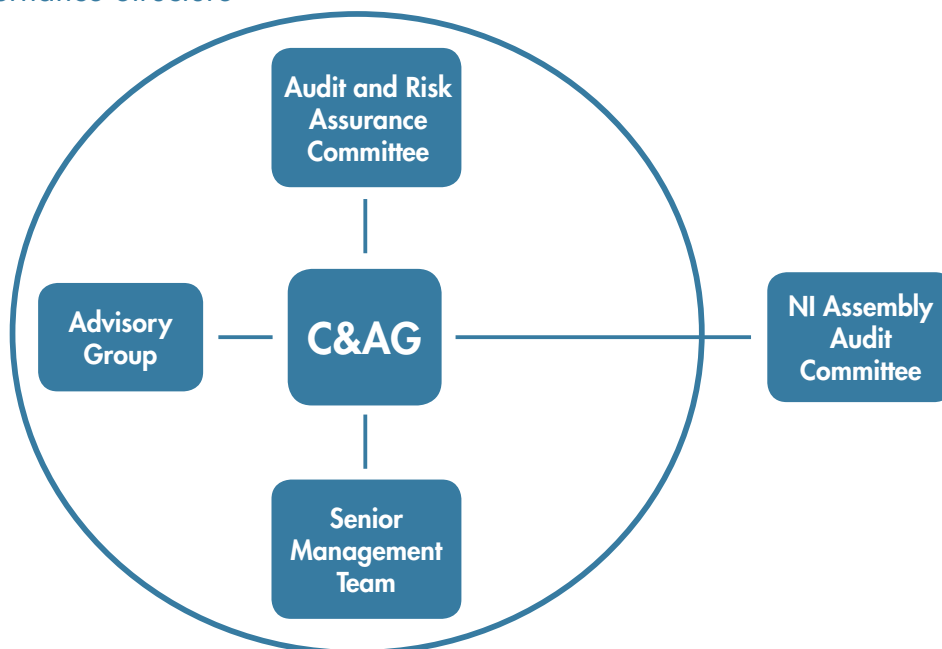 Audit and Risk
Assurance
Committee
Advisory
Group
C&AG
NI Assembly
Audit
Committee
Senior
Management
Team